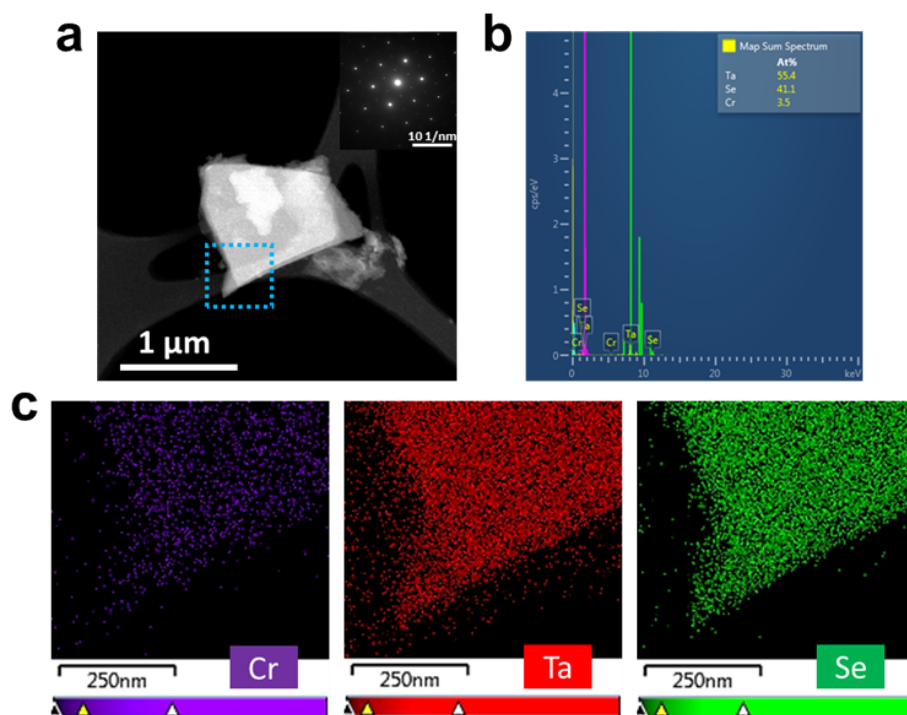 a
10 1/nm
1 μm
b
Map Sum Spectrum
At%
Ta 55.4
Se 41.1
Cr 3.5
cps/eV
4
3
2
1
0
Se
a
Cr
Cr
Ta
Se
0 10 20 30 keV
c
250nm
Cr
250nm
Ta
250nm
Se